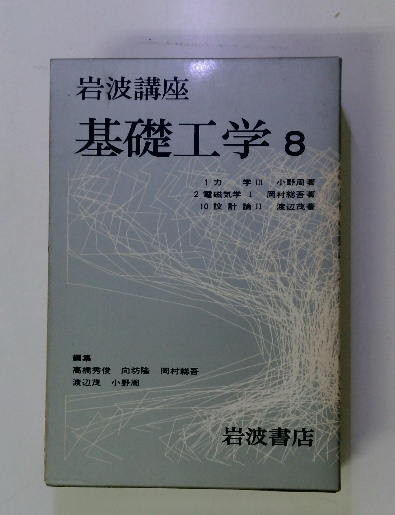 岩波講座
基礎工学 8
1 力 学 III 小野周著
2 電磁気学 I 岡村総吾著
10 設計論 II 渡辺茂著
編集
高橋秀俊 向坊隆 岡村総吾
渡辺茂 小野周
岩波書店